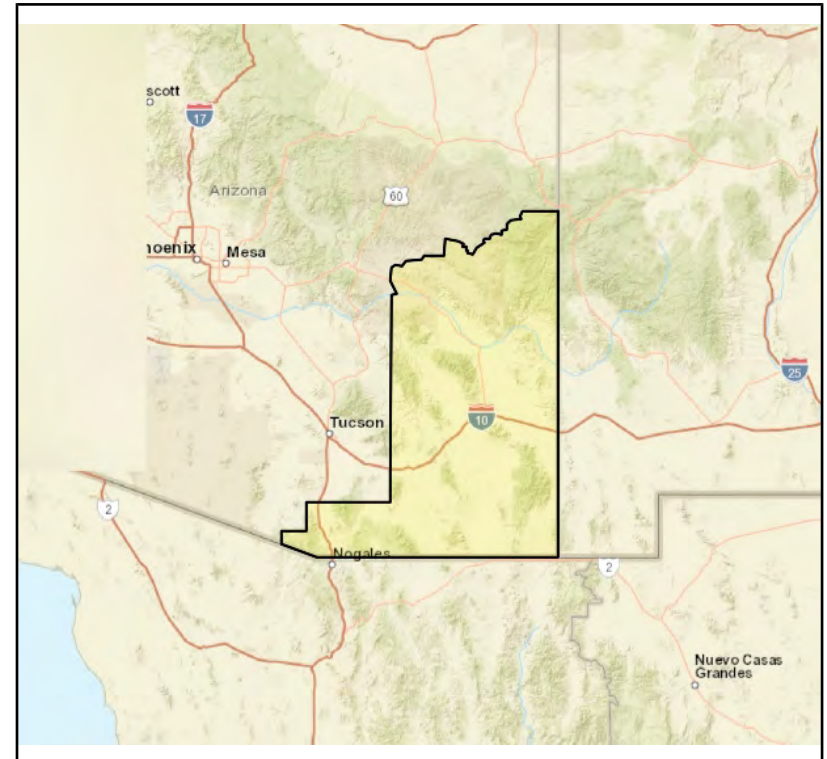 scott
17
Arizona
60
hoenix
Mesa
25
Tucson
10
2
Nogales
2
Nuevo Casas
Grandes